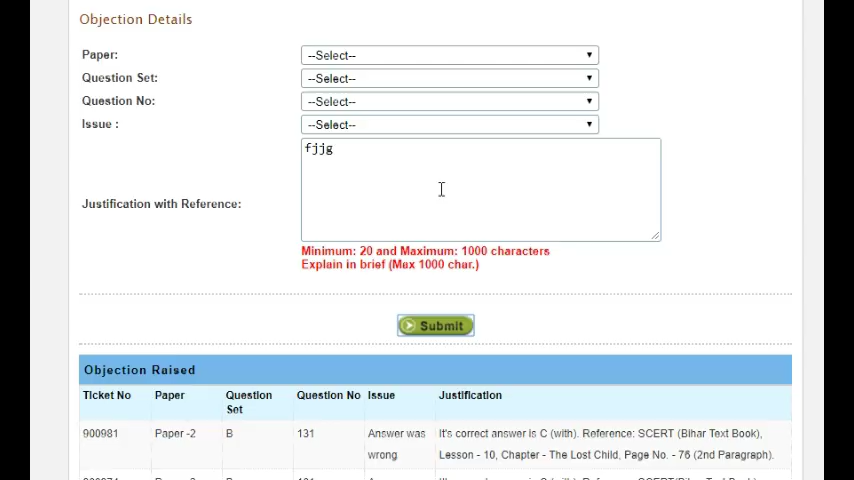 Objection Details
Paper: --Select--
Question Set: --Select--
Question No: --Select--
Issue : --Select--
fjjg
Justification with Reference:
Minimum: 20 and Maximum: 1000 characters
Explain in brief (Max 1000 char.)
Submit
Objection Raised
Ticket No Paper Question Set Question No Issue Justification
900981 Paper -2 B 131 Answer was wrong It's correct answer is C (with). Reference: SCERT (Bihar Text Book),
Lesson - 10, Chapter - The Lost Child, Page No. - 76 (2nd Paragraph).